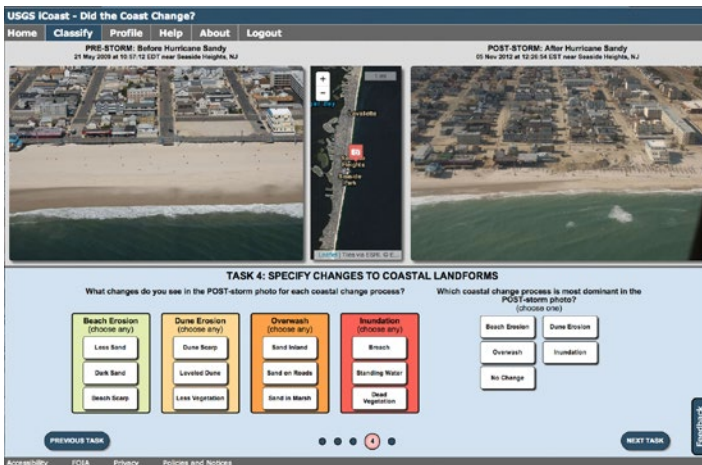 USGS iCoast - Did the Coast Change?
Home Classify Profile Help About Logout
PRE-STORM: Before Hurricane Sandy
21 May 2009 at 16:57:12 EDT near Seaside Heights, NJ
POST-STORM: After Hurricane Sandy
05 Nov 2012 at 12:26:54 EST near Seaside Heights, NJ
+
-
Heights
Seaside
Park
TASK 4: SPECIFY CHANGES TO COASTAL LANDFORMS
What changes do you see in the POST-storm photo for each coastal change process?
Beach Erosion
(choose any)
Less Sand
Dark Sand
Beach Scarp
Dune Erosion
(choose any)
Dune Scarp
Leveled Dune
Less Vegetation
Overwash
(choose any)
Sand Inland
Sand on Roads
Sand in Marsh
Inundation
(choose any)
Breach
Standing Water
Dead
Vegetation
Which coastal change process is most dominant in the
POST-storm photo?
(choose one)
Beach Erosion Dune Erosion
Overwash Inundation
No Change
Feedback
PREVIOUS TASK
4
NEXT TASK
Accessibility FOIA Privacy Policies and Notices